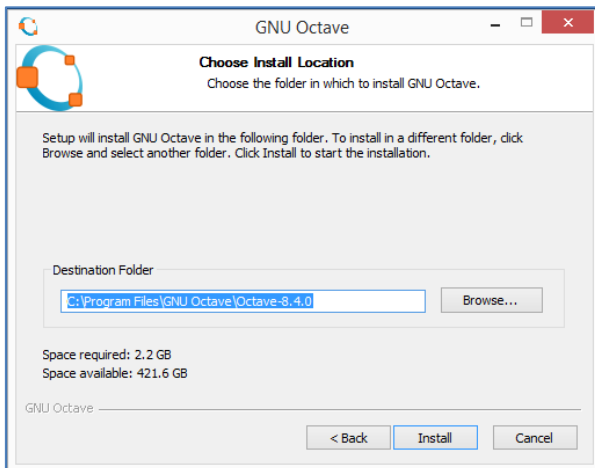 GNU Octave
Choose Install Location
Choose the folder in which to install GNU Octave.
Setup will install GNU Octave in the following folder. To install in a different folder, click
Browse and select another folder. Click Install to start the installation.
Destination Folder
C:\Program Files\GNU Octave\Octave-8.4.0
Browse...
Space required: 2.2 GB
Space available: 421.6 GB
GNU Octave
< Back Install Cancel